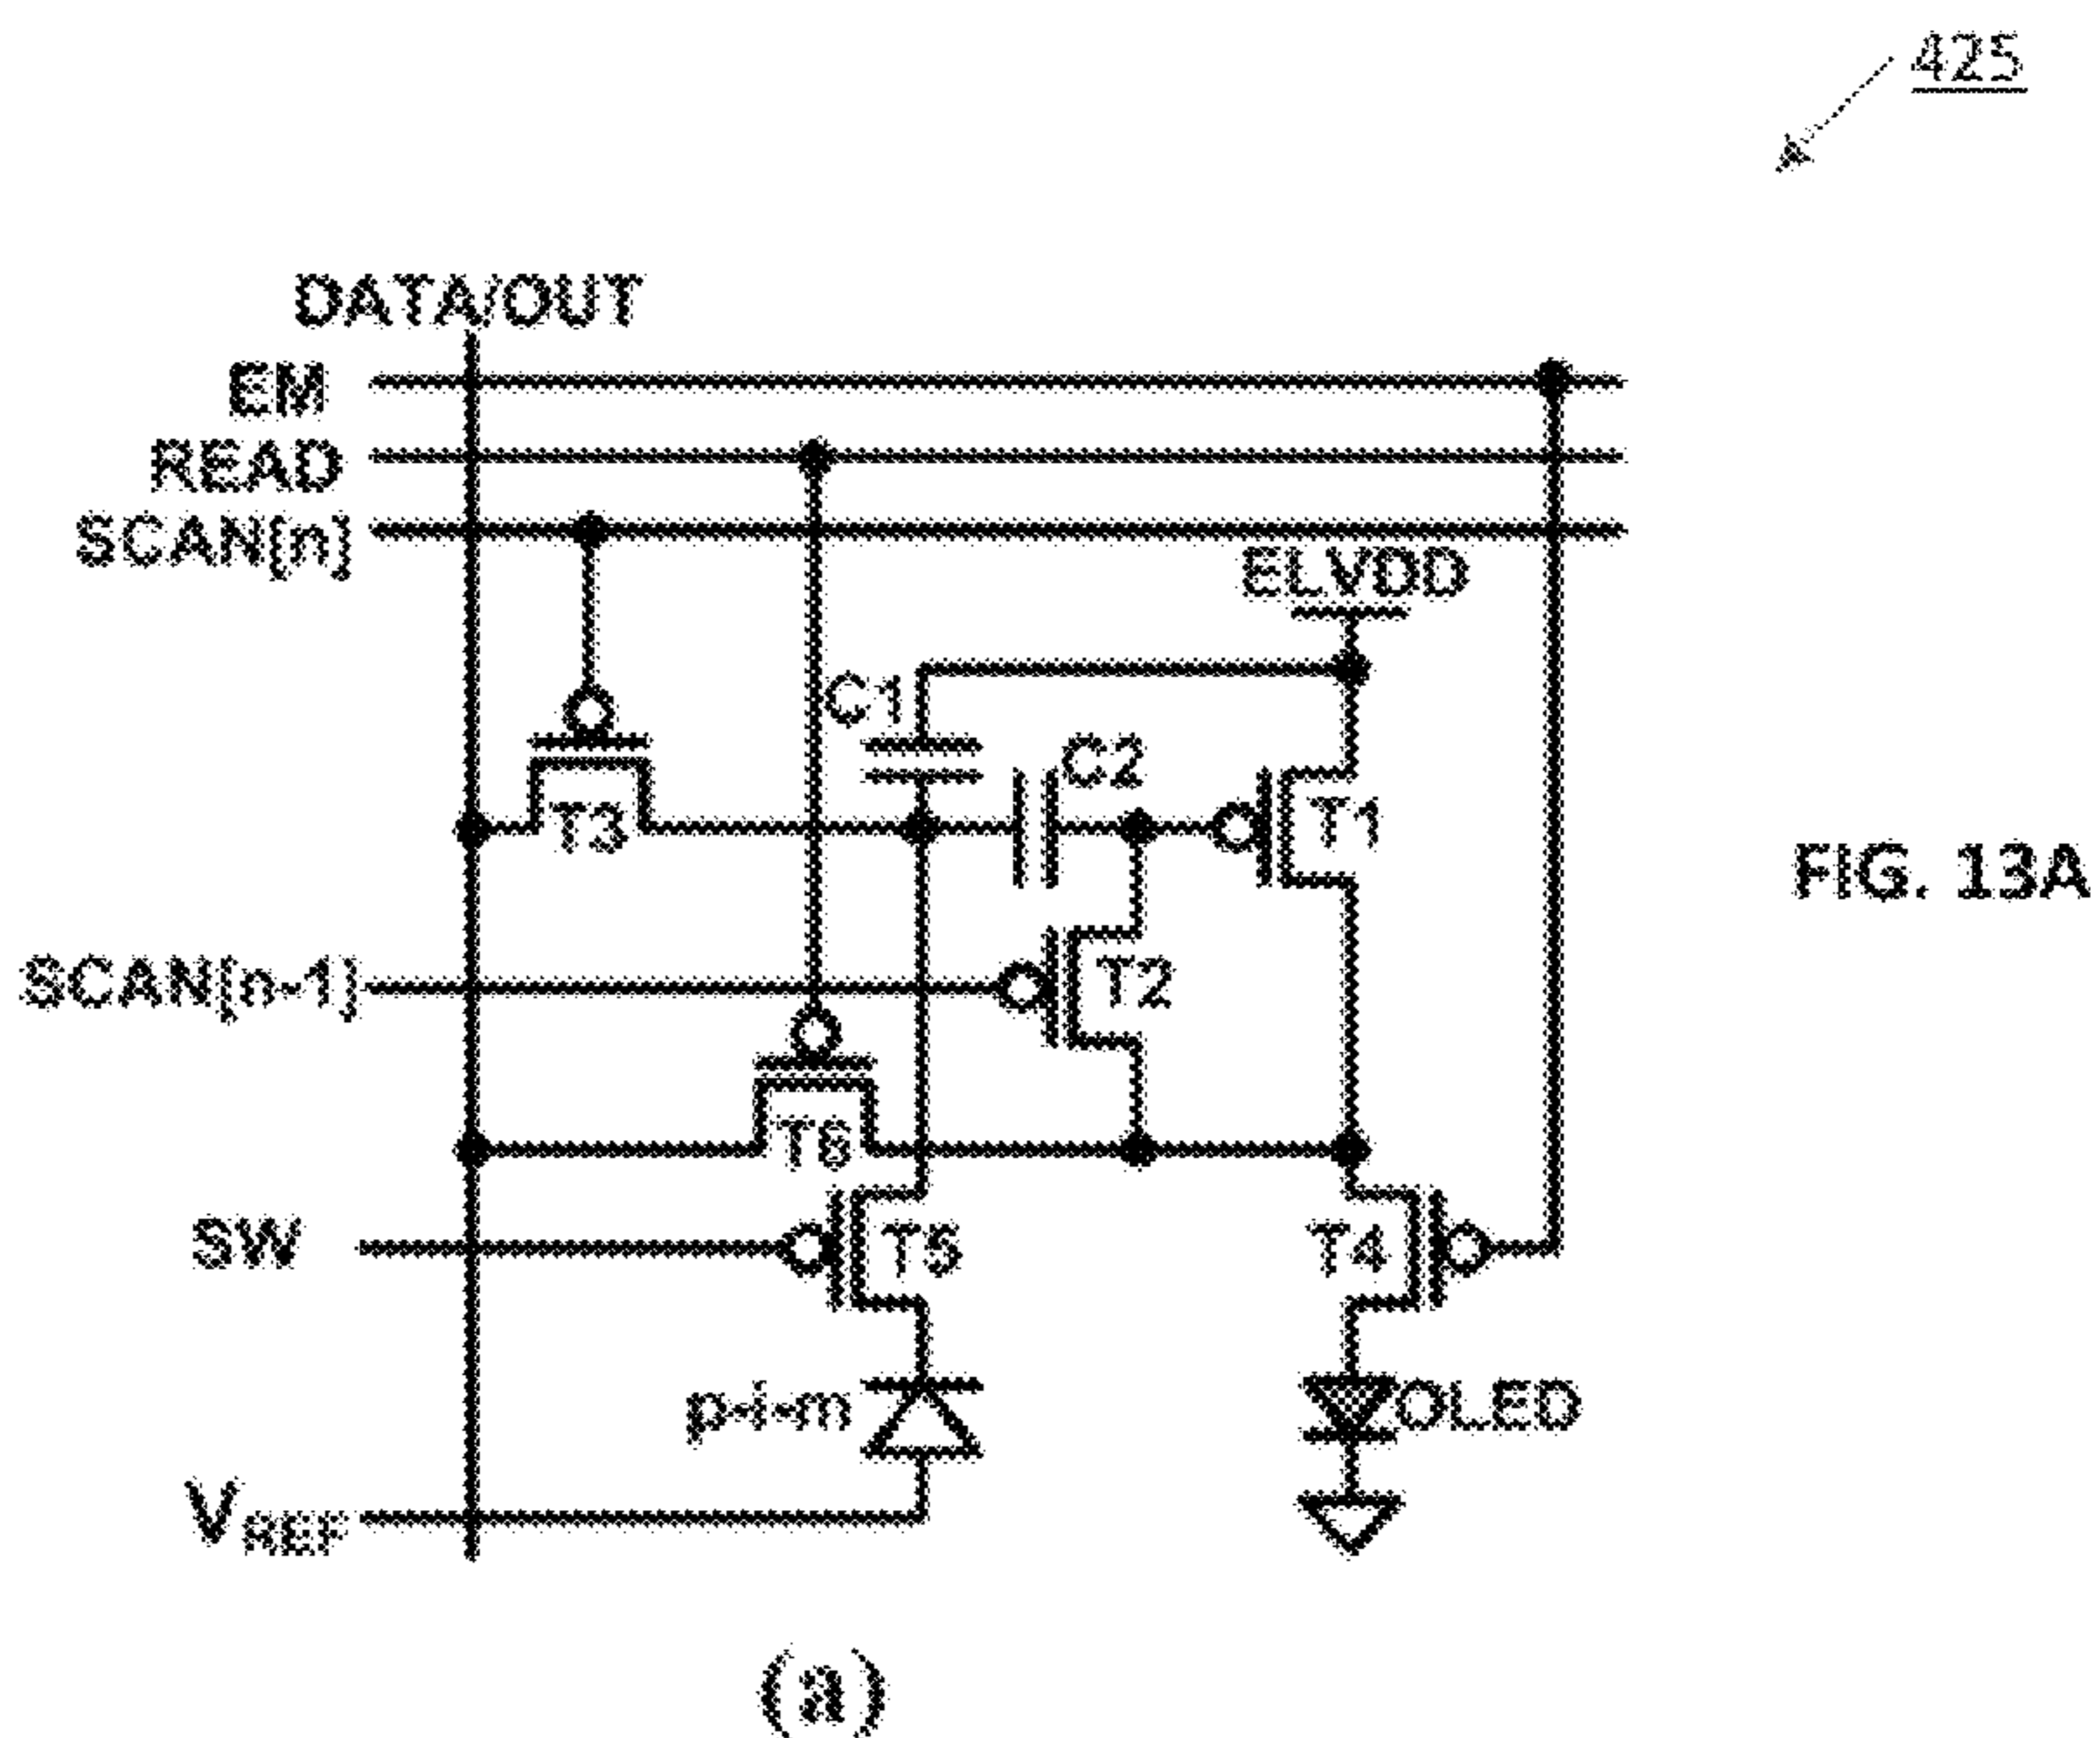 425
DATA/OUT
EM
READ
SCAN[n]
ELVDD
C1
C2
T3
T1
FIG. 13A
SCAN[n-1]
T2
T6
SW
T5
T4
p-i-m
OLED
VREF
(a)